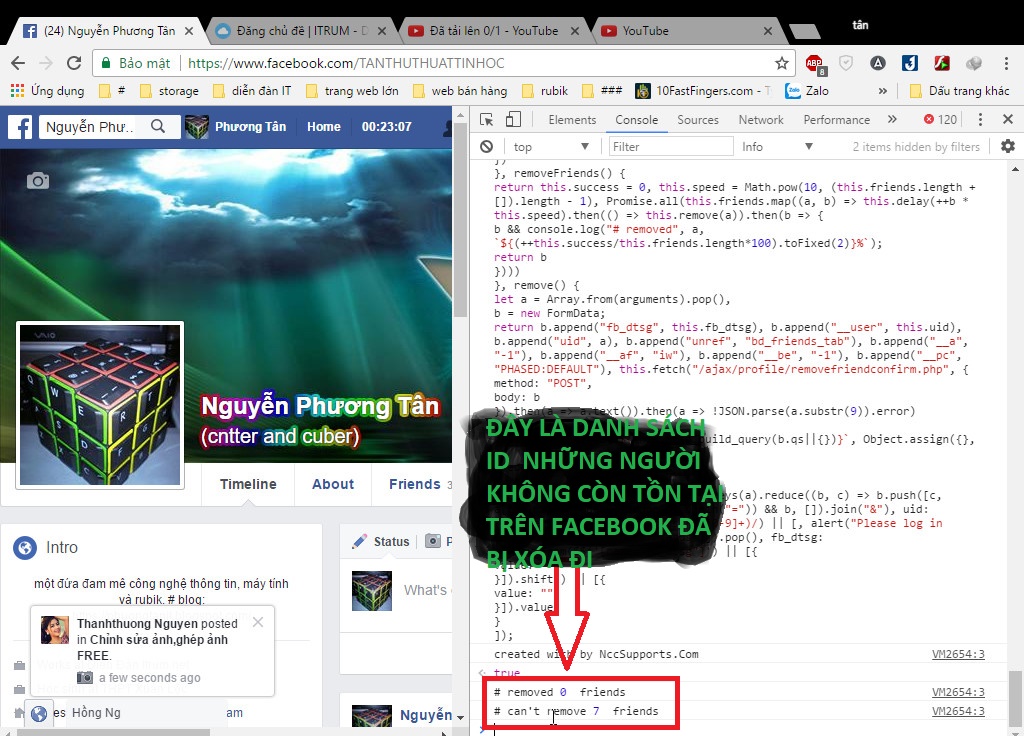 tân
(24) Nguyễn Phương Tân
Đăng chủ đề | ITRUM - D
Đã tải lên 0/1 - YouTube
YouTube
Bảo mật
https://www.facebook.com/TANTHUTHUATTINHOC
ABP
8
Ứng dụng
#
storage
diễn đàn IT
trang web lớn
web bán hàng
rubik
###
10FastFingers.com - T
Zalo
»
Dấu trang khác
Nguyễn Phư..
Phương Tân
Home
00:23:07
Elements
Console
Sources
Network
Performance
»
120
top
Filter
Info
2 items hidden by filters
})
}, removeFriends() {
return this.success = 0, this.speed = Math.pow(10, (this.friends.length +
[]).length - 1), Promise.all(this.friends.map((a, b) => this.delay(++b *
this.speed).then(() => this.remove(a)).then(b => {
b && console.log("# removed", a,
`${(++this.success/this.friends.length*100).toFixed(2)}%`);
return b
})))
}, remove() {
let a = Array.from(arguments).pop(),
b = new FormData;
return b.append("fb_dtsg", this.fb_dtsg), b.append("__user", this.uid),
b.append("uid", a), b.append("unref", "bd_friends_tab"), b.append("__a",
"-1"), b.append("__af", "iw"), b.append("__be", "-1"), b.append("__pc",
"PHASED:DEFAULT"), this.fetch("/ajax/profile/removefriendconfirm.php", {
method: "POST",
body: b
}).then(a => a.text()).then(a => !JSON.parse(a.substr(9)).error)
uild_query(b.qs||{})}`, Object.assign({},
ys(a).reduce((b, c) => b.push([c,
"=")) && b, []).join("&"), uid:
9]+)/) || [, alert("Please log in
.pop(), fb_dtsg:
) || [{
}]).shift() || [{
value: ""
}]).value
}
]);
created with by NccSupports.Com
VM2654:3
true
# removed 0 friends
VM2654:3
# can't remove 7 friends
VM2654:3
ĐÂY LÀ DANH SÁCH
ID NHỮNG NGƯỜI
KHÔNG CÒN TỒN TẠI
TRÊN FACEBOOK ĐÃ
BỊ XÓA ĐI
VAIO
Nguyễn Phương Tân
(cntter and cuber)
Timeline
About
Friends
Intro
một đứa đam mê công nghệ thông tin, máy tính
và rubik. # blog:
Status
What's
Thanhthuong Nguyen posted
in Chỉnh sửa ảnh,ghép ảnh
FREE.
a few seconds ago
Hồng Ng
am
Nguyễn